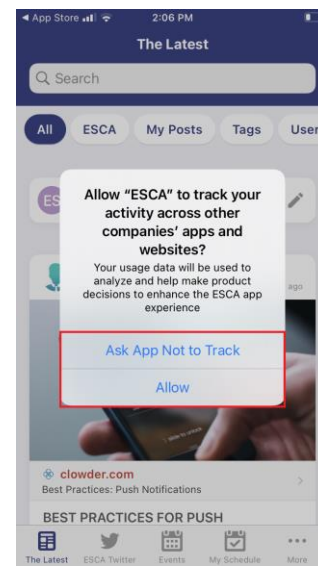 App Store 2:06 PM
The Latest
Search
All ESCA My Posts Tags User
ES
Allow “ESCA” to track your
activity across other
companies’ apps and
websites?
Your usage data will be used to
analyze and help make product
decisions to enhance the ESCA app
experience
ago
Ask App Not to Track
Allow
slide to unlock
clowder.com
Best Practices: Push Notifications
BEST PRACTICES FOR PUSH
The Latest ESCA Twitter Events My Schedule More